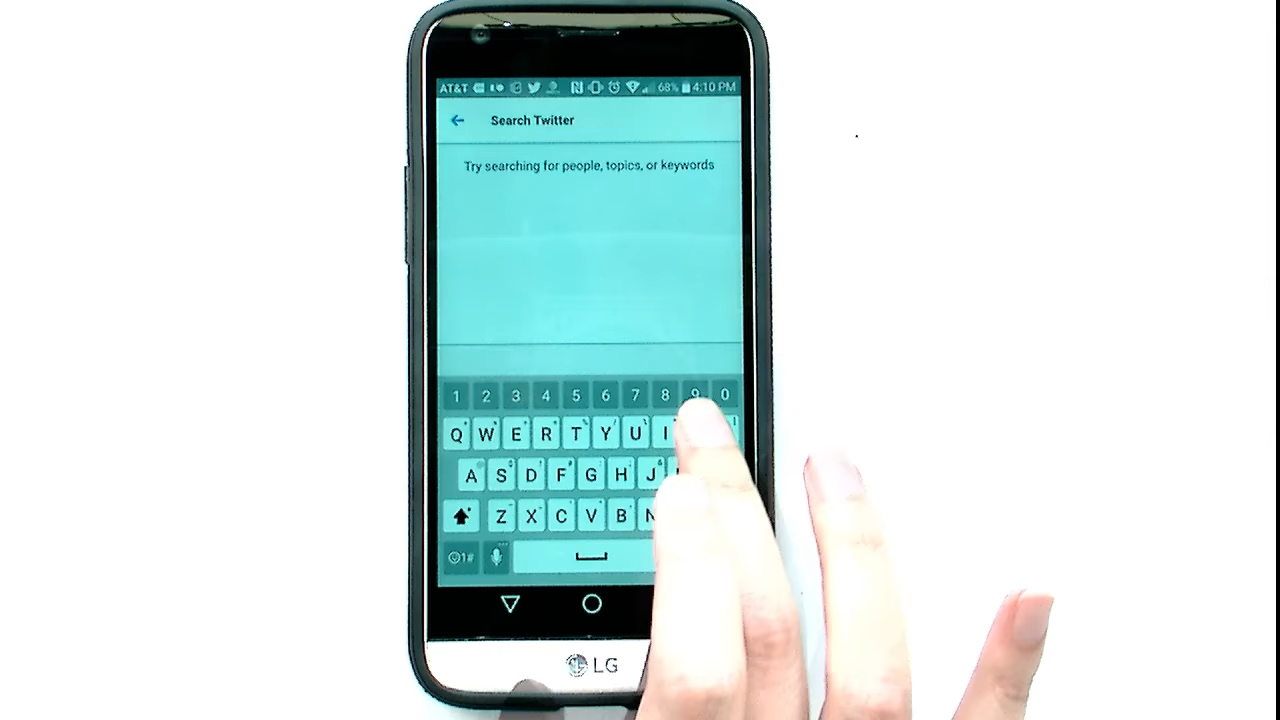 AT&T 68% 4:10 PM
Search Twitter
Try searching for people, topics, or keywords
1 2 3 4 5 6 7 8 9 0
Q W E R T Y U I
A S D F G H J
Z X C V B N
1#
LG